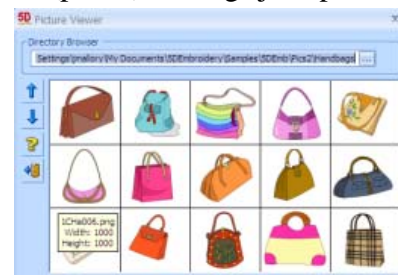 5D Picture Viewer
Directory Browser
Settings\mallory\My Documents\5DEmbroidery\Samples\5DEmb\Pics2\Handbags ...
?
1CHa006.png
Width: 1000
Height: 1000